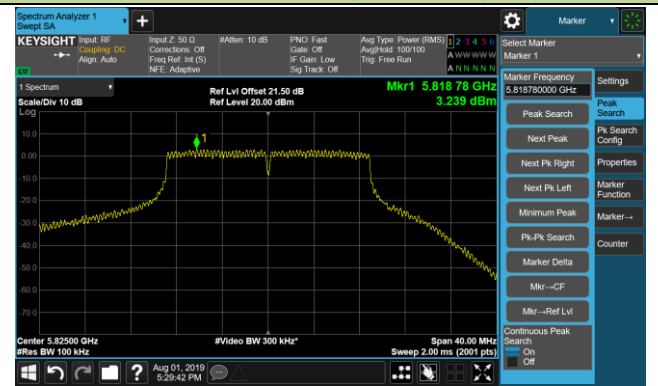 Spectrum Analyzer 1
Swept SA
Marker
KEYSIGHT
Input: RF
Coupling: DC
Align: Auto
Input Z: 50 Ω
Corrections: Off
Freq Ref: Int (S)
NFE: Adaptive
#Atten: 10 dB
PNO: Fast
Gate: Off
IF Gain: Low
Sig Track: Off
Avg Type: Power (RMS)
Avg|Hold: 100/100
Trig: Free Run
1 2 3 4 5 6
A W W W W W
A N N N N N
Select Marker
Marker 1
1 Spectrum
Scale/Div 10 dB
Log
Ref Lvl Offset 21.50 dB
Ref Level 20.00 dBm
Mkr1 5.818 78 GHz
3.239 dBm
1
10.0
0.00
-10.0
-20.0
-30.0
-40.0
-50.0
-60.0
-70.0
Center 5.82500 GHz
#Res BW 100 kHz
#Video BW 300 kHz*
Span 40.00 MHz
Sweep 2.00 ms (2001 pts)
Marker Frequency
5.818780000 GHz
Peak Search
Next Peak
Next Pk Right
Next Pk Left
Minimum Peak
Pk-Pk Search
Marker Delta
Mkr→CF
Mkr→Ref Lvl
Continuous Peak
Search
On
Off
Settings
Peak
Search
Pk Search
Config
Properties
Marker
Function
Marker→
Counter
?
Aug 01, 2019
5:29:42 PM